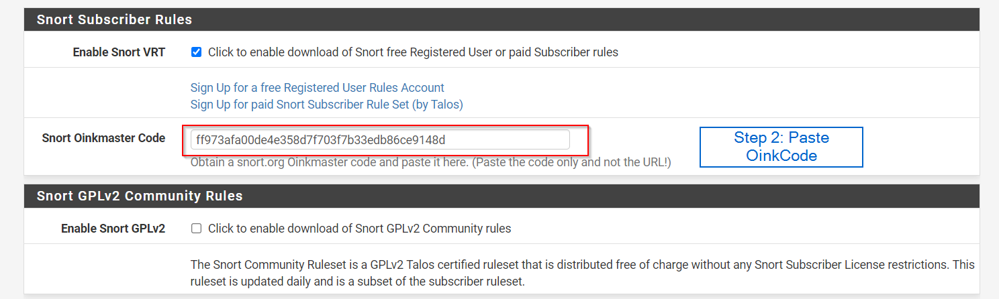 Snort Subscriber Rules
Enable Snort VRT Click to enable download of Snort free Registered User or paid Subscriber rules
Sign Up for a free Registered User Rules Account
Sign Up for paid Snort Subscriber Rule Set (by Talos)
Snort Oinkmaster Code ff973afa00de4e358d7f703f7b33edb86ce9148d
Obtain a snort.org Oinkmaster code and paste it here. (Paste the code only and not the URL!)
Step 2: Paste
OinkCode
Snort GPLv2 Community Rules
Enable Snort GPLv2 Click to enable download of Snort GPLv2 Community rules
The Snort Community Ruleset is a GPLv2 Talos certified ruleset that is distributed free of charge without any Snort Subscriber License restrictions. This
ruleset is updated daily and is a subset of the subscriber ruleset.